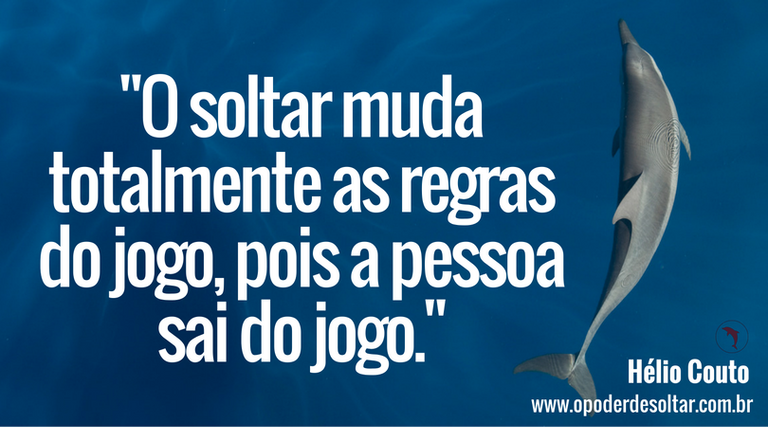 "O soltar muda
totalmente as regras
do jogo, pois a pessoa
sai do jogo."
Hélio Couto
www.opoderdesoltar.com.br